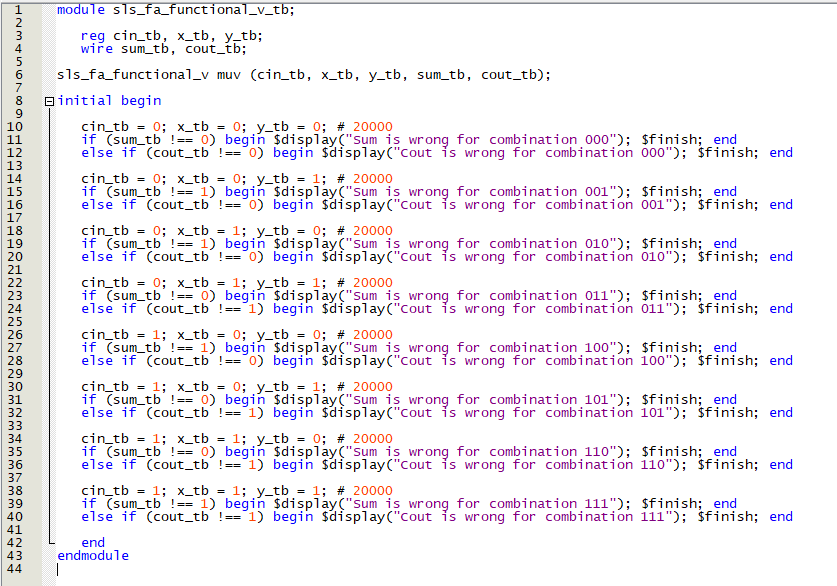 1 module sls_fa_functional_v_tb;
2
3 reg cin_tb, x_tb, y_tb;
4 wire sum_tb, cout_tb;
5
6 sls_fa_functional_v muv (cin_tb, x_tb, y_tb, sum_tb, cout_tb);
7
8 initial begin
9
10 cin_tb = 0; x_tb = 0; y_tb = 0; # 20000
11 if (sum_tb !== 0) begin $display("Sum is wrong for combination 000"); $finish; end
12 else if (cout_tb !== 0) begin $display("Cout is wrong for combination 000"); $finish; end
13
14 cin_tb = 0; x_tb = 0; y_tb = 1; # 20000
15 if (sum_tb !== 1) begin $display("Sum is wrong for combination 001"); $finish; end
16 else if (cout_tb !== 0) begin $display("Cout is wrong for combination 001"); $finish; end
17
18 cin_tb = 0; x_tb = 1; y_tb = 0; # 20000
19 if (sum_tb !== 1) begin $display("Sum is wrong for combination 010"); $finish; end
20 else if (cout_tb !== 0) begin $display("Cout is wrong for combination 010"); $finish; end
21
22 cin_tb = 0; x_tb = 1; y_tb = 1; # 20000
23 if (sum_tb !== 0) begin $display("Sum is wrong for combination 011"); $finish; end
24 else if (cout_tb !== 1) begin $display("Cout is wrong for combination 011"); $finish; end
25
26 cin_tb = 1; x_tb = 0; y_tb = 0; # 20000
27 if (sum_tb !== 1) begin $display("Sum is wrong for combination 100"); $finish; end
28 else if (cout_tb !== 0) begin $display("Cout is wrong for combination 100"); $finish; end
29
30 cin_tb = 1; x_tb = 0; y_tb = 1; # 20000
31 if (sum_tb !== 0) begin $display("Sum is wrong for combination 101"); $finish; end
32 else if (cout_tb !== 1) begin $display("Cout is wrong for combination 101"); $finish; end
33
34 cin_tb = 1; x_tb = 1; y_tb = 0; # 20000
35 if (sum_tb !== 0) begin $display("Sum is wrong for combination 110"); $finish; end
36 else if (cout_tb !== 1) begin $display("Cout is wrong for combination 110"); $finish; end
37
38 cin_tb = 1; x_tb = 1; y_tb = 1; # 20000
39 if (sum_tb !== 1) begin $display("Sum is wrong for combination 111"); $finish; end
40 else if (cout_tb !== 1) begin $display("Cout is wrong for combination 111"); $finish; end
41
42 end
43 endmodule
44